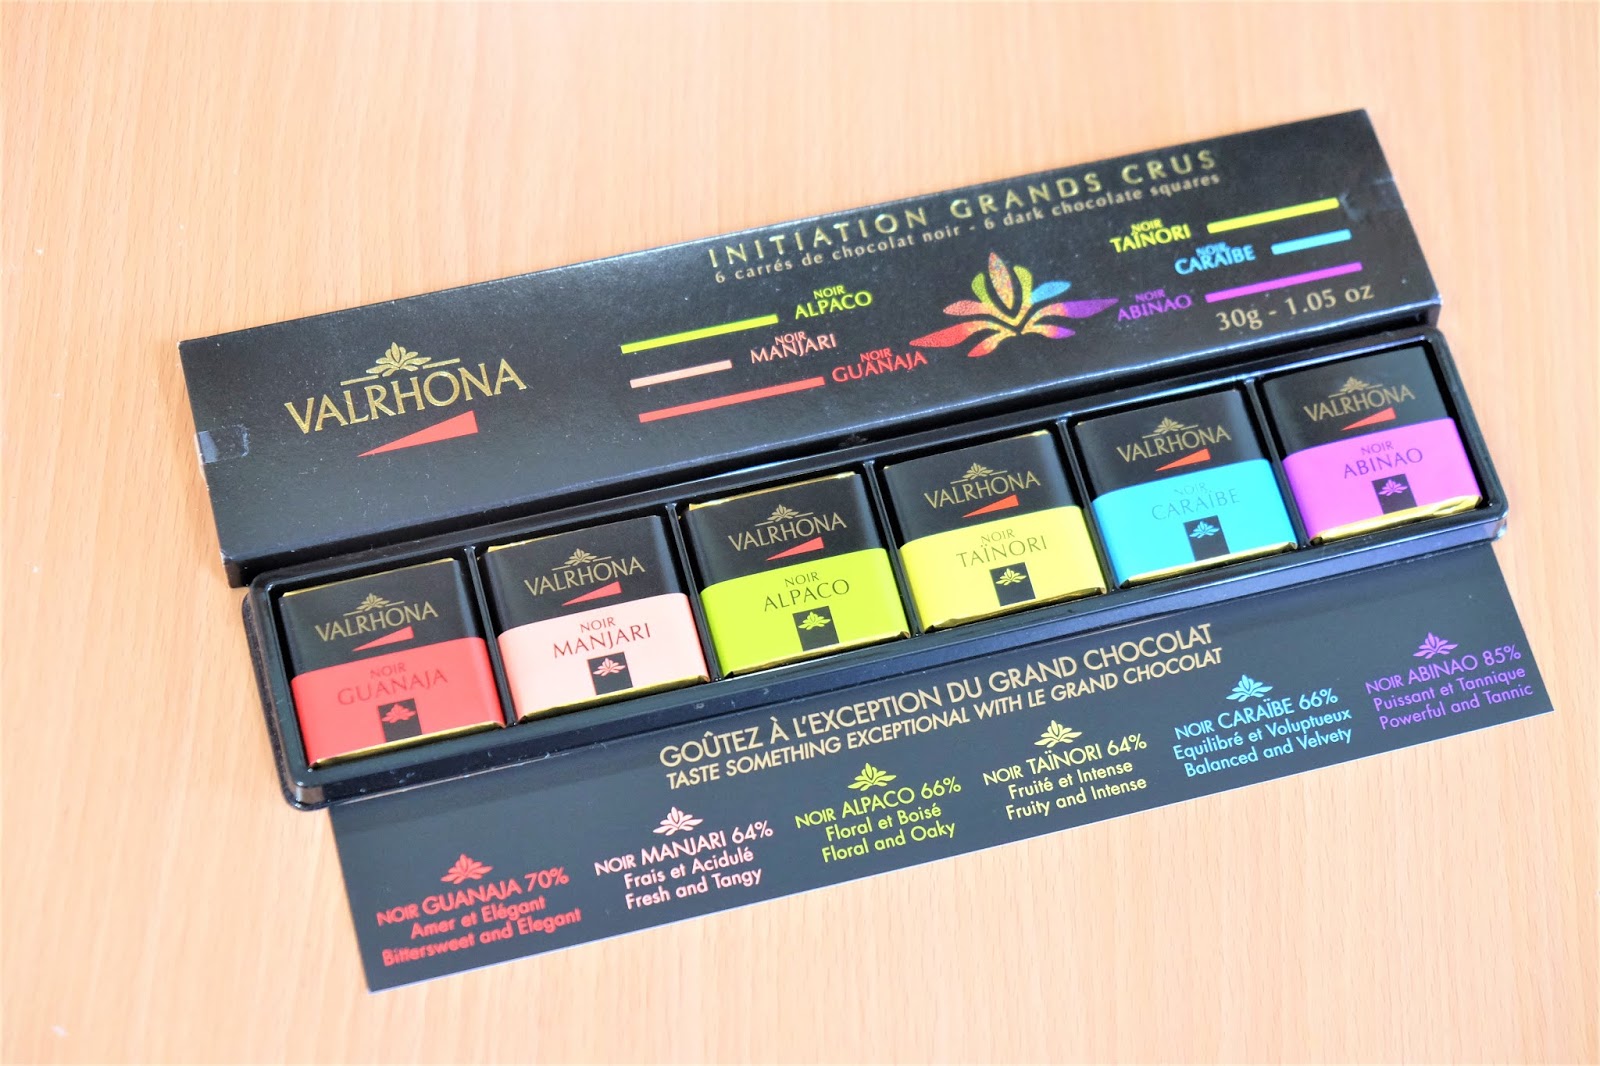 INITIATION GRANDS CRUS
6 carrés de chocolat noir - 6 dark chocolate squares
VALRHONA
NOIR
ALPACO
NOIR
MANJARI
NOIR
GUANAJA
NOIR
TAÏNORI
NOIR
CARAÏBE
NOIR
ABINAO
30g - 1.05 oz
VALRHONA
NOIR
GUANAJA
VALRHONA
NOIR
MANJARI
VALRHONA
NOIR
ALPACO
VALRHONA
NOIR
TAÏNORI
VALRHONA
NOIR
CARAÏBE
VALRHONA
NOIR
ABINAO
GOÛTEZ À L'EXCEPTION DU GRAND CHOCOLAT
TASTE SOMETHING EXCEPTIONAL WITH LE GRAND CHOCOLAT
NOIR GUANAJA 70%
Amer et Elégant
Bittersweet and Elegant
NOIR MANJARI 64%
Frais et Acidulé
Fresh and Tangy
NOIR ALPACO 66%
Floral et Boisé
Floral and Oaky
NOIR TAÏNORI 64%
Fruité et Intense
Fruity and Intense
NOIR CARAÏBE 66%
Equilibré et Voluptueux
Balanced and Velvety
NOIR ABINAO 85%
Puissant et Tannique
Powerful and Tannic